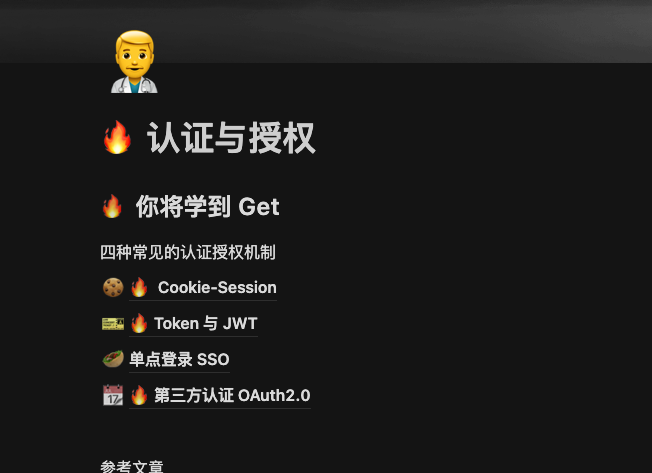 🔥 认证与授权
🔥 你将学到 Get
四种常见的认证授权机制
🍪 🔥 Cookie-Session
🎫 🔥 Token 与 JWT
🥙 单点登录 SSO
📆 🔥 第三方认证 OAuth2.0
参考文章